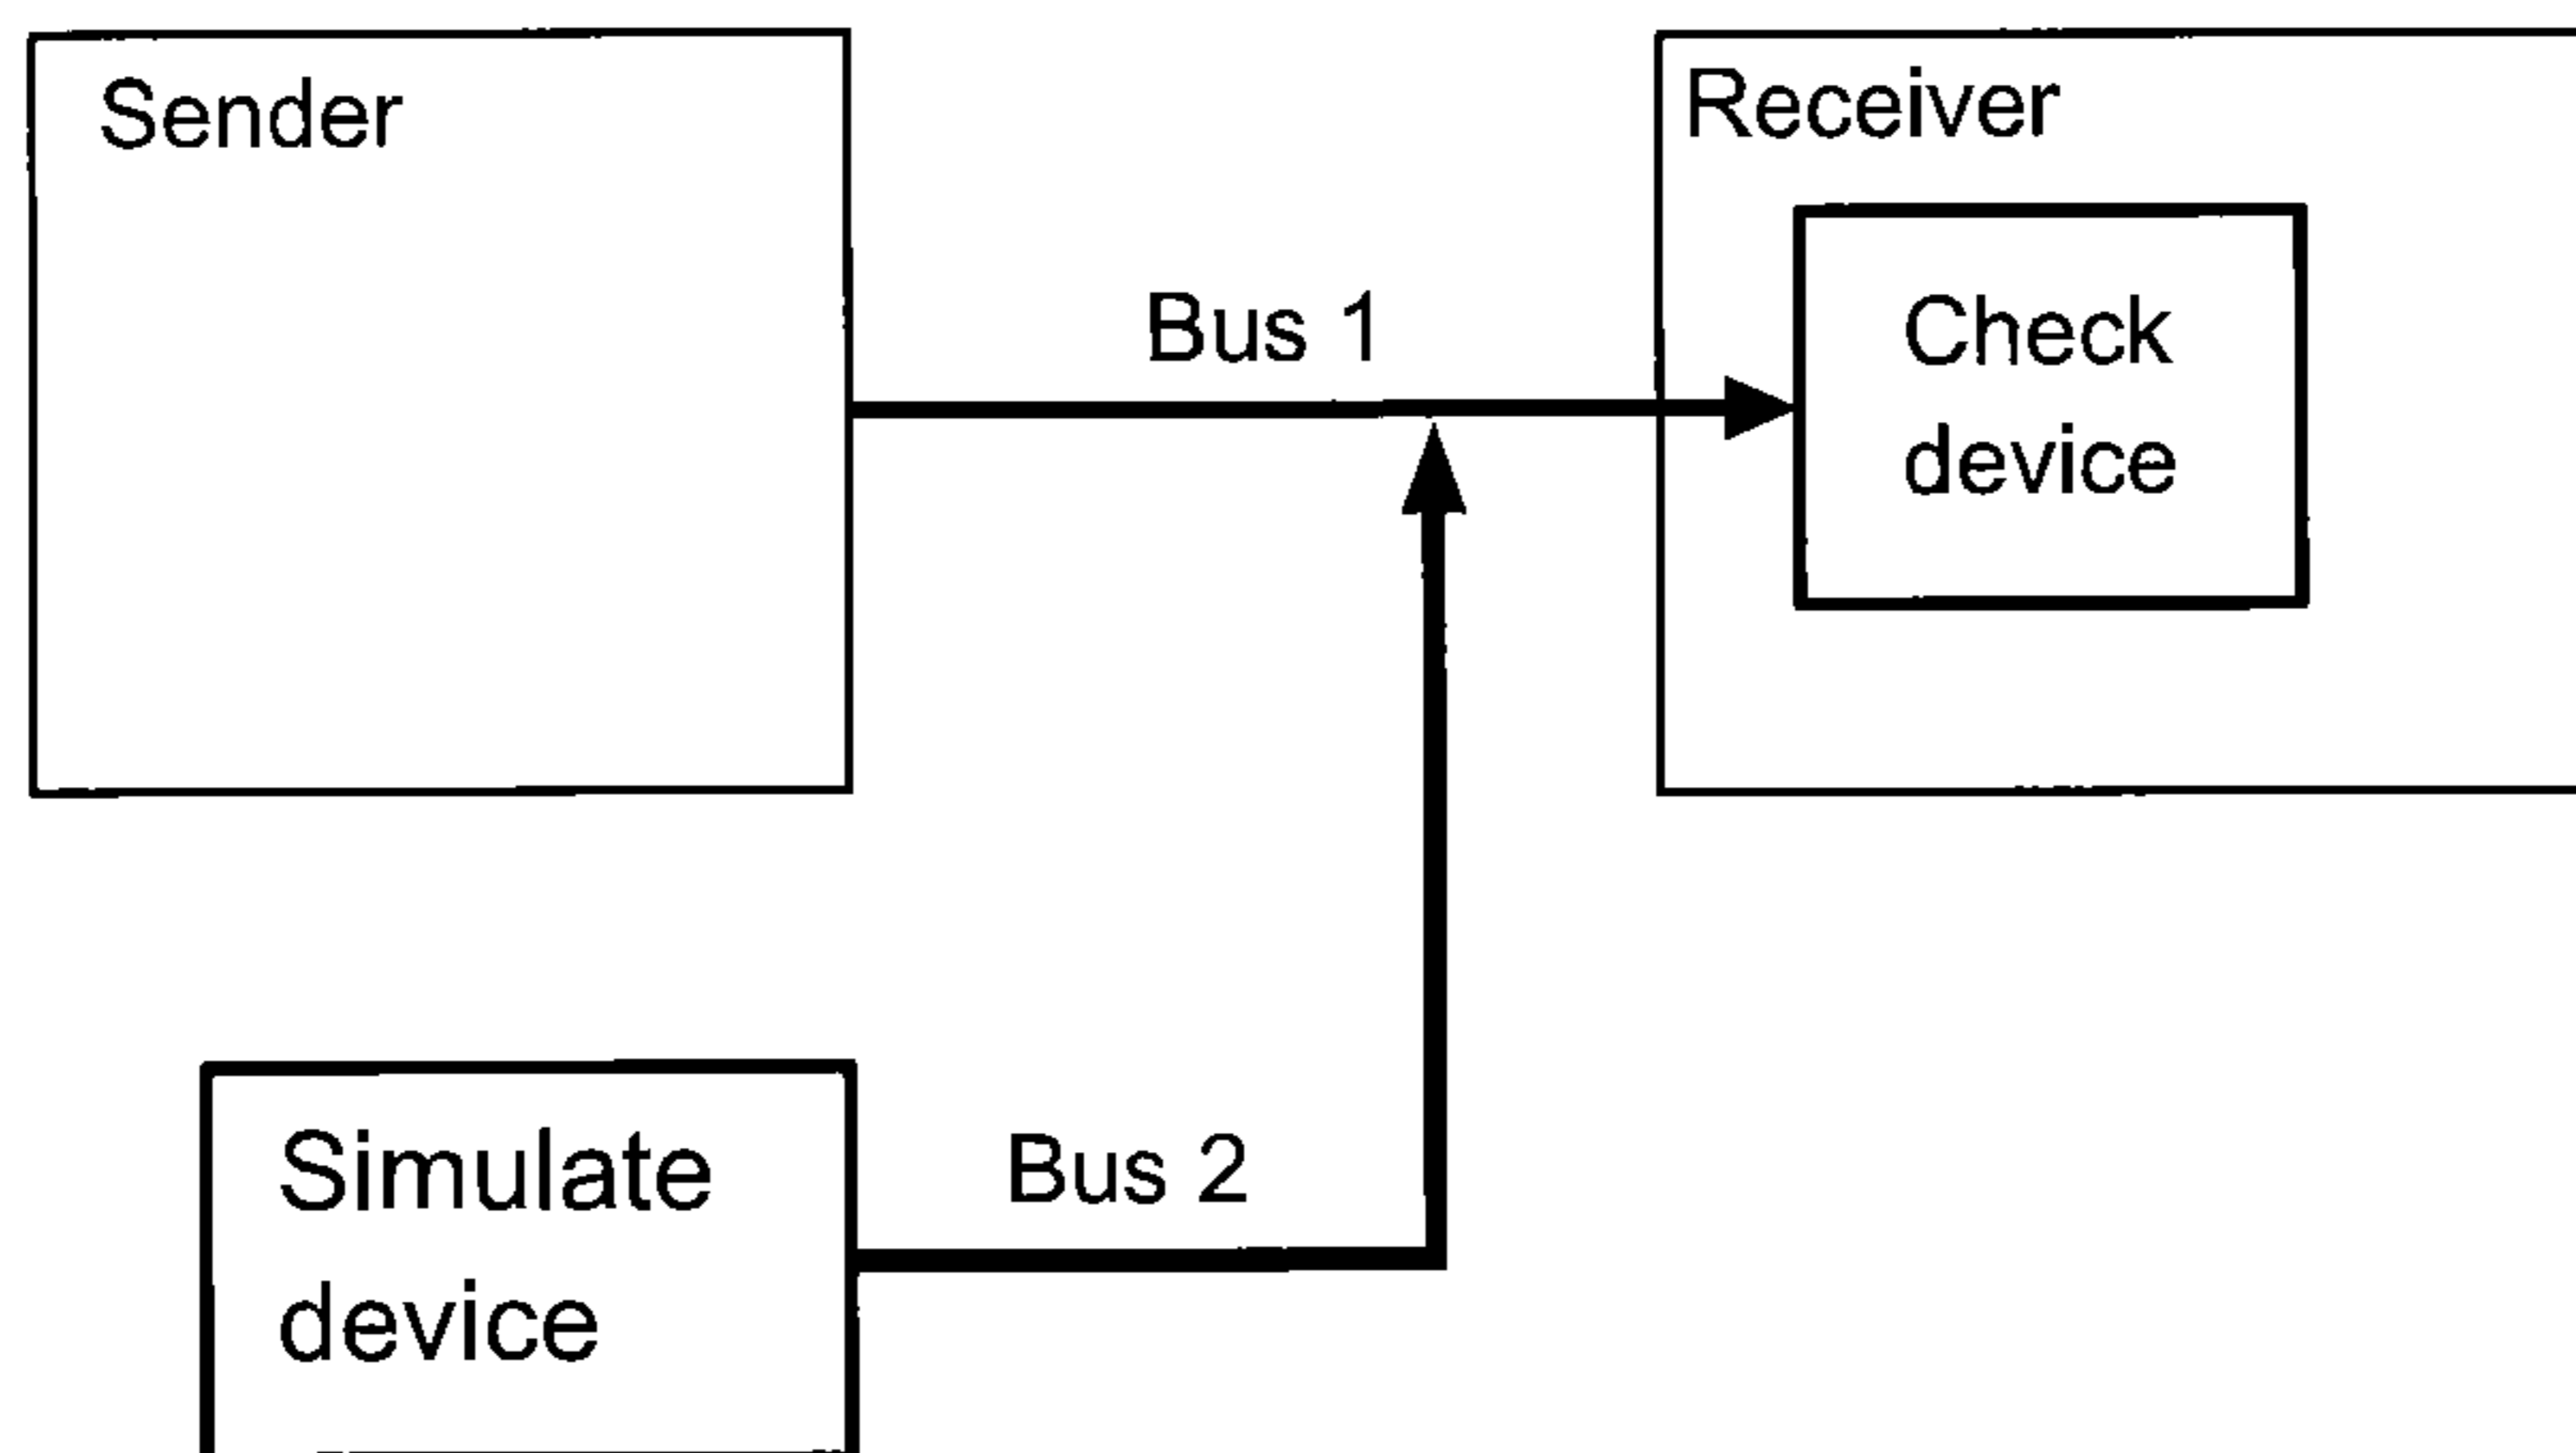 Sender
Receiver
Bus 1
Check
device
Simulate
device
Bus 2